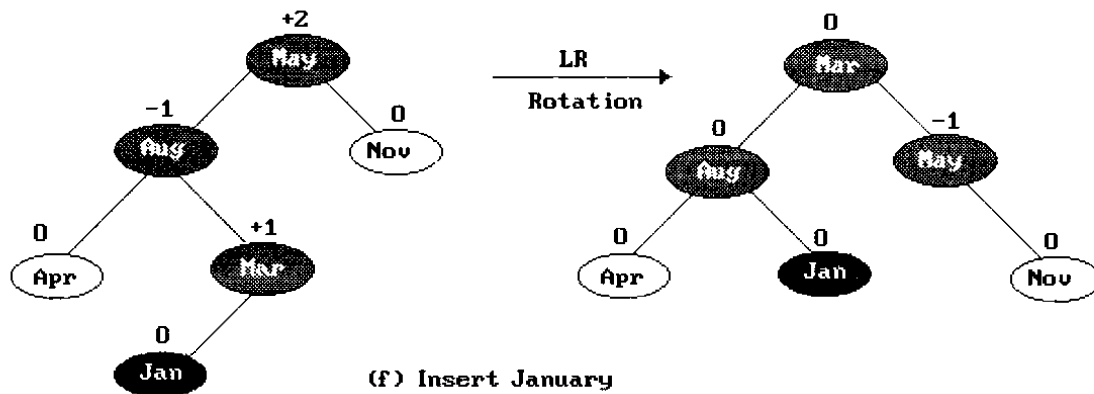 +2
May
-1
Aug
0
Nov
0
Apr
+1
Mar
0
Jan
LR
Rotation
0
Mar
0
Aug
-1
May
0
Apr
0
Jan
0
Nov
(f) Insert January